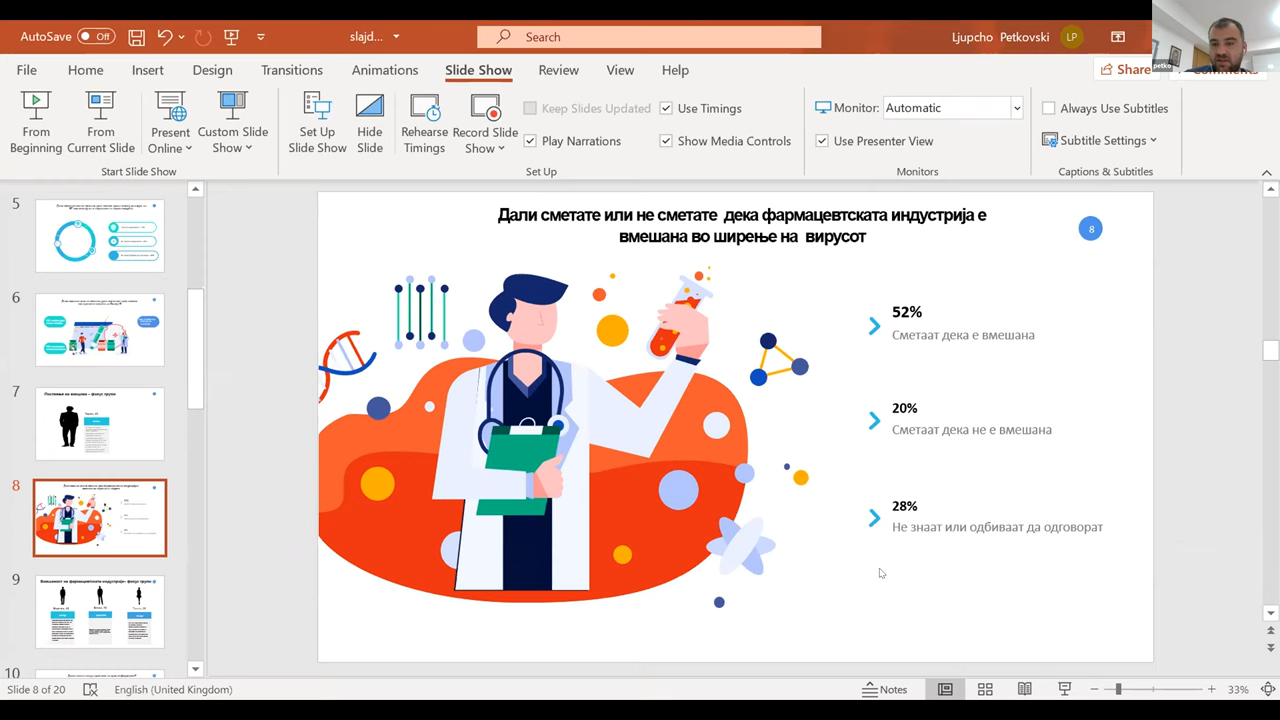 AutoSave Off slajd... Search Ljupcho Petkovski LP
petko
File Home Insert Design Transitions Animations Slide Show Review View Help Share Comments
From Beginning
From Current Slide
Present Online
Custom Slide Show
Set Up Slide Show
Hide Slide
Rehearse Timings
Record Slide Show
Keep Slides Updated
Play Narrations
Use Timings
Show Media Controls
Monitor: Automatic
Use Presenter View
Always Use Subtitles
Subtitle Settings
Start Slide Show Set Up Monitors Captions & Subtitles
5
6
7
8
9
10
Дали сметате или не сметате дека фармацевтската индустрија е
вмешана во ширење на вирусот
8
52%
Сметаат дека е вмешана
20%
Сметаат дека не е вмешана
28%
Не знаат или одбиваат да одговорат
Slide 8 of 20 English (United Kingdom) Notes 33%